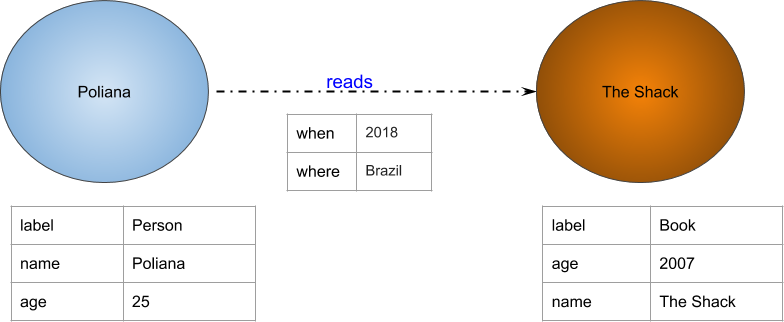 Poliana
reads
The Shack
when 2018
where Brazil
label Person
name Poliana
age 25
label Book
age 2007
name The Shack